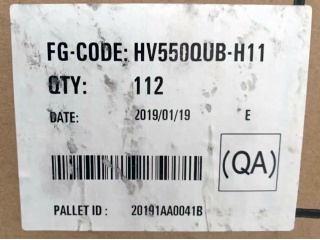 FG-CODE: HV550QUB-H11
QTY: 112
DATE: 2019/01/19 E
(QA)
PALLET ID : 20191AA0041B